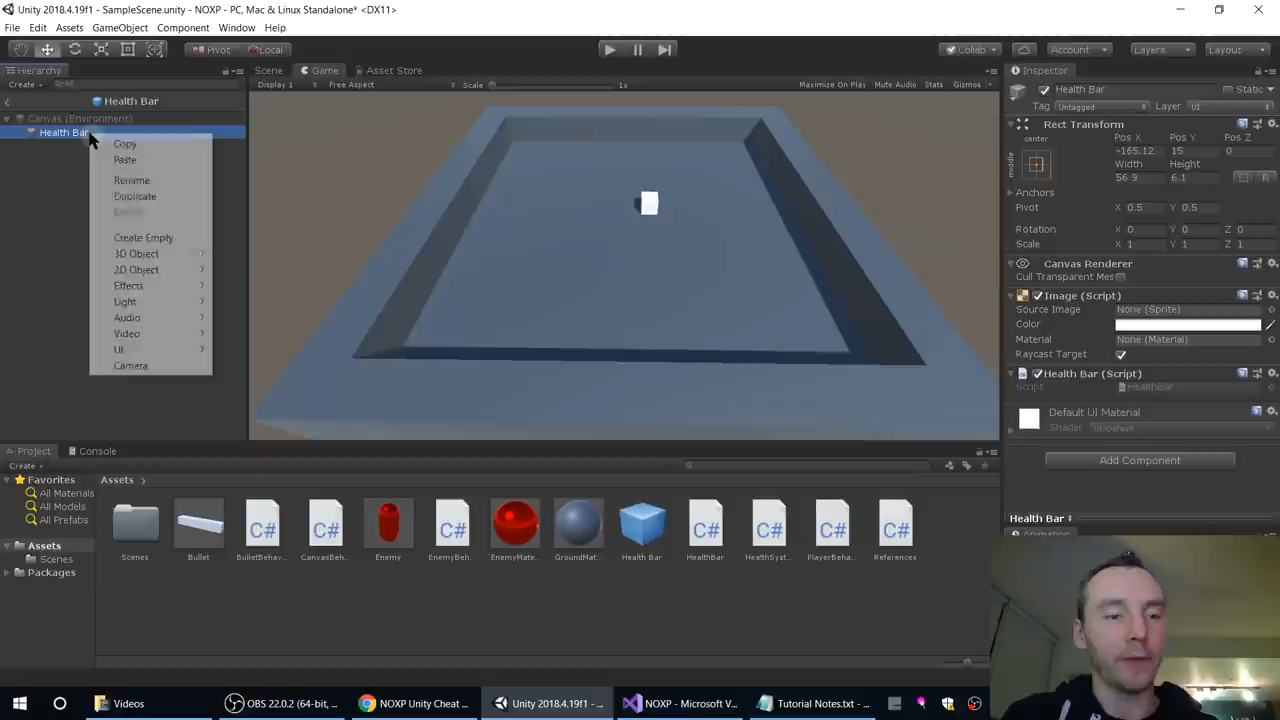 Unity 2018.4.19f1 - SampleScene.unity - NOXP - PC, Mac & Linux Standalone* <DX11>
File Edit Assets GameObject Component Window Help
Pivot Local Collab Account Layers Layout
Hierarchy Scene Game Asset Store Inspector
Create All Display 1 Free Aspect Scale 1x Maximize On Play Mute Audio Stats Gizmos
Health Bar
Canvas (Environment)
Health Bar
Copy
Paste
Rename
Duplicate
Create Empty
3D Object
2D Object
Effects
Light
Audio
Video
UI
Camera
Health Bar Static
Tag Untagged Layer UI
Rect Transform
center Pos X Pos Y Pos Z
middle -165.12 15 0
Width Height
56.9 6.1 R
Anchors
Pivot X 0.5 Y 0.5
Rotation X 0 Y 0 Z 0
Scale X 1 Y 1 Z 1
Canvas Renderer
Cull Transparent Mes
Image (Script)
Source Image None (Sprite)
Color
Material None (Material)
Raycast Target
Health Bar (Script)
Script HealthBar
Default UI Material
Shader UI/Default
Add Component
Health Bar
Animation
Project Console
Create
Favorites
All Materials
All Models
All Prefabs
Assets
Scenes
Packages
Assets
Scenes Bullet BulletBehav... CanvasBeh... Enemy EnemyBeh... EnemyMate... GroundMat... Health Bar HealthBar HealthSyst... PlayerBeha... References
Videos OBS 22.0.2 (64-bit, ... NOXP Unity Cheat ... Unity 2018.4.19f1 - ... NOXP - Microsoft V... Tutorial Notes.txt - ...